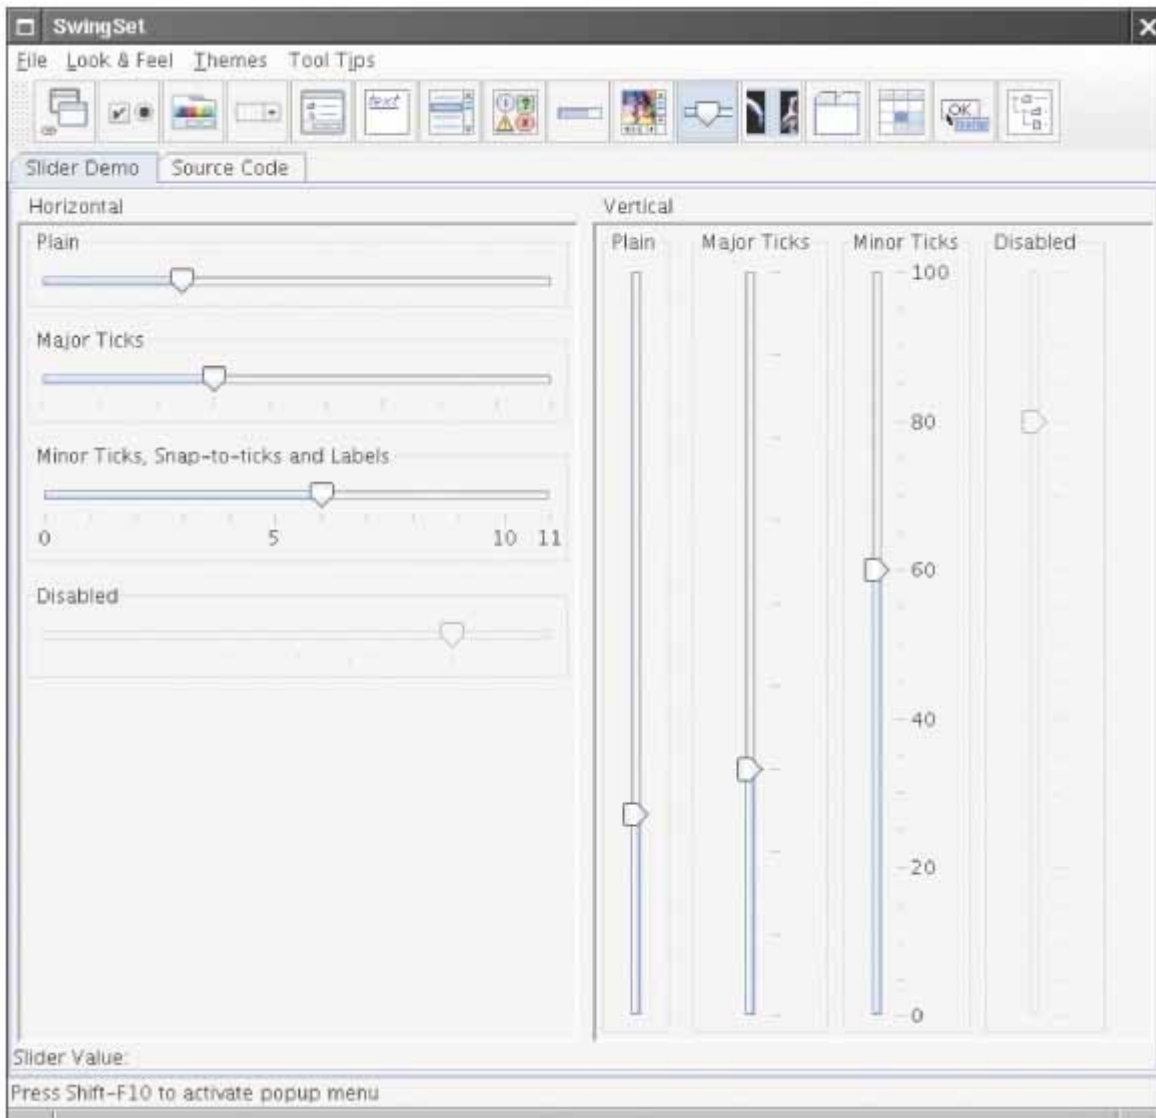 SwingSet
File Look & Feel Themes Tool Tips
text
OK
Slider Demo Source Code
Horizontal
Plain
Major Ticks
Minor Ticks, Snap-to-ticks and Labels
0 5 10 11
Disabled
Vertical
Plain Major Ticks Minor Ticks Disabled
100
80
60
40
20
0
Slider Value:
Press Shift-F10 to activate popup menu